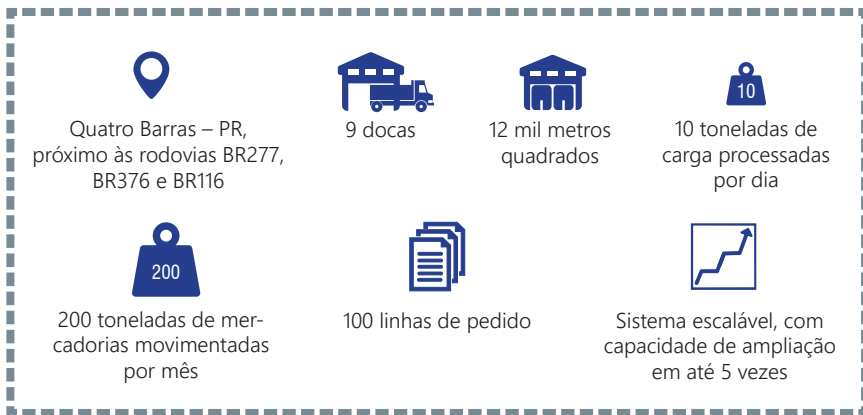 Quatro Barras – PR,
próximo às rodovias BR277,
BR376 e BR116
9 docas
12 mil metros
quadrados
10
10 toneladas de
carga processadas
por dia
200
200 toneladas de mer-
cadorias movimentadas
por mês
100 linhas de pedido
Sistema escalável, com
capacidade de ampliação
em até 5 vezes